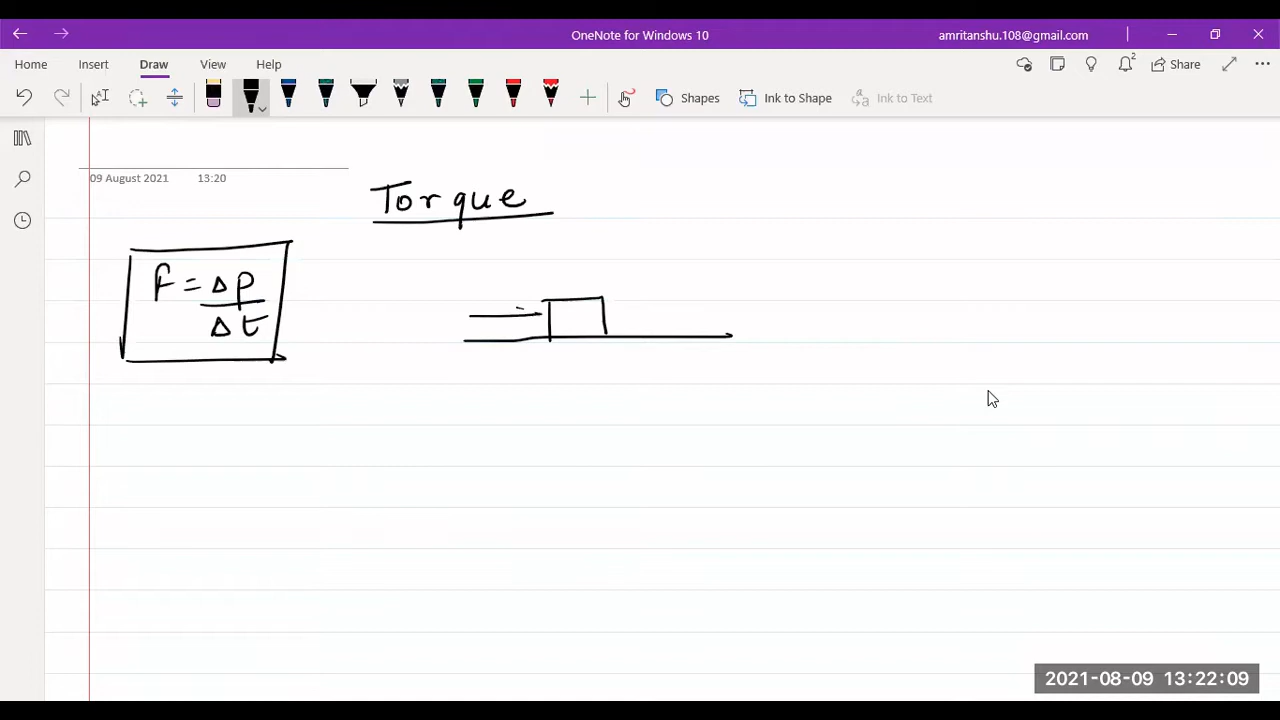 OneNote for Windows 10
amritanshu.108@gmail.com
Home Insert Draw View Help
Share
Shapes Ink to Shape Ink to Text
09 August 2021 13:20
Torque
F = Δp
Δt
2021-08-09 13:22:09